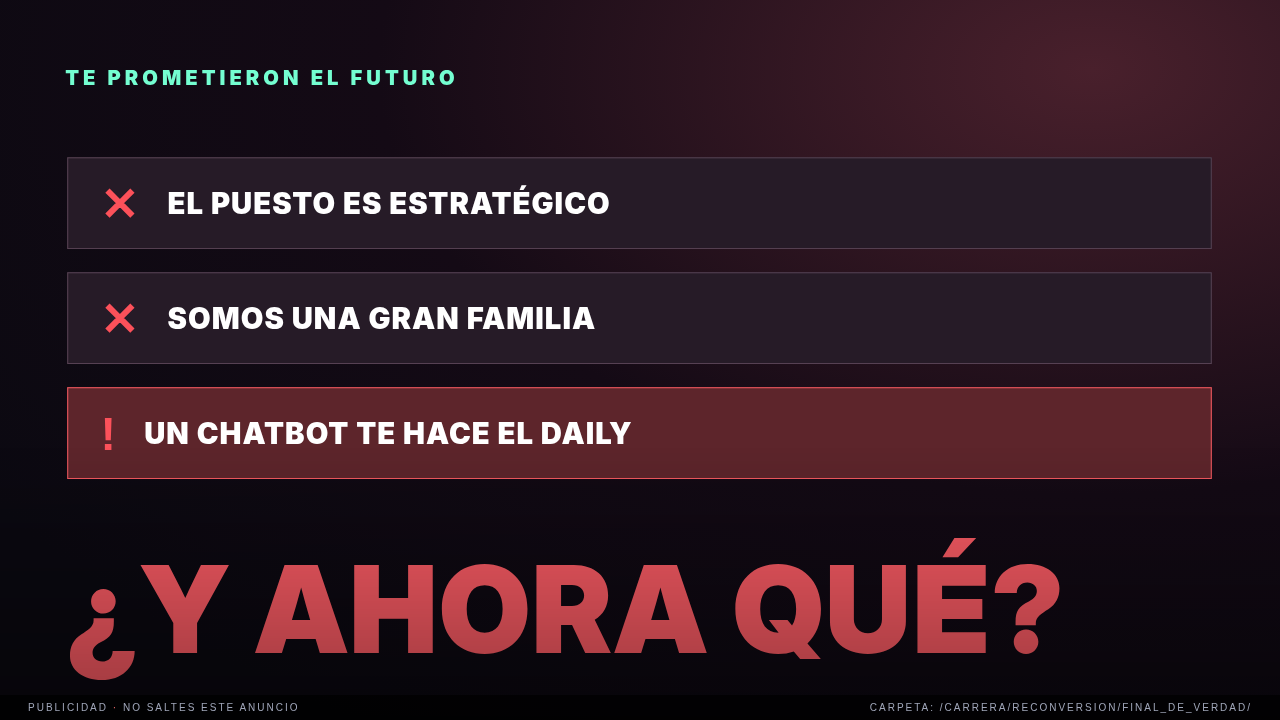 TE PROMETIERON EL FUTURO
✕ EL PUESTO ES ESTRATÉGICO
✕ SOMOS UNA GRAN FAMILIA
! UN CHATBOT TE HACE EL DAILY
¿Y AHORA QUÉ?
PUBLICIDAD · NO SALTES ESTE ANUNCIO
CARPETA: /CARRERA/RECONVERSION/FINAL_DE_VERDAD/